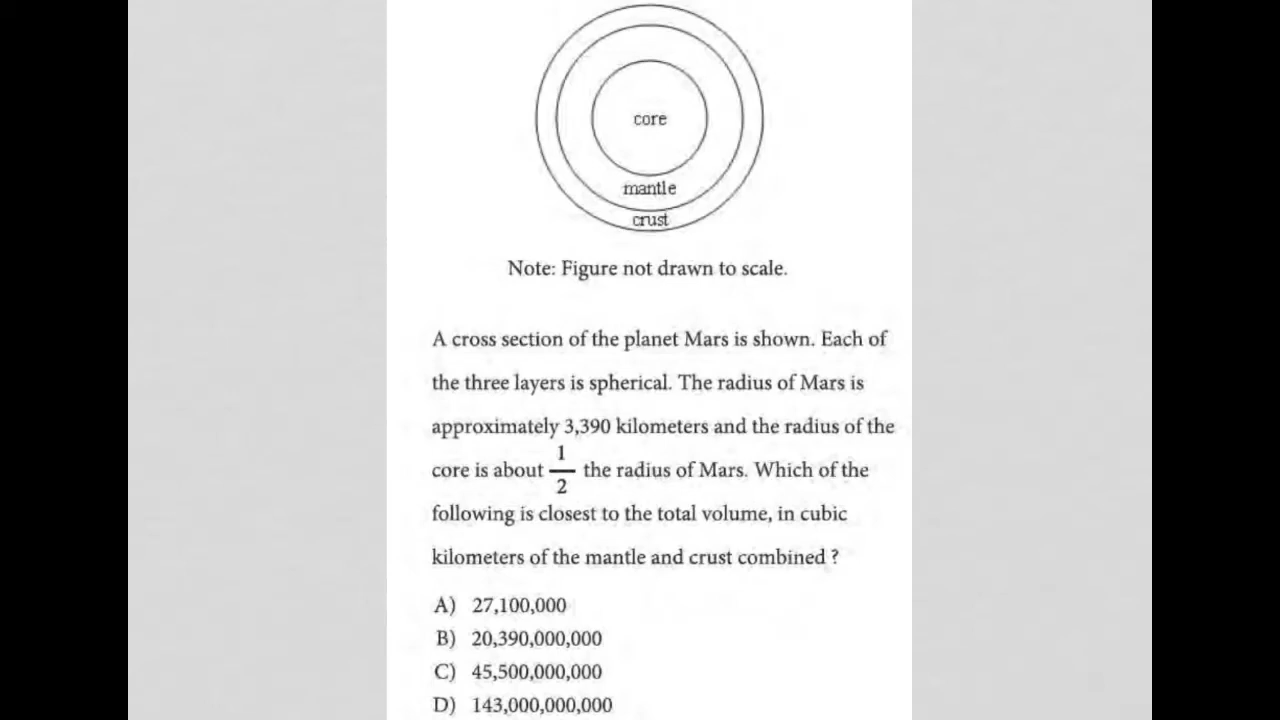 core
mantle
crust
Note: Figure not drawn to scale.
A cross section of the planet Mars is shown. Each of
the three layers is spherical. The radius of Mars is
approximately 3,390 kilometers and the radius of the
core is about 1/2 the radius of Mars. Which of the
following is closest to the total volume, in cubic
kilometers of the mantle and crust combined ?
A) 27,100,000
B) 20,390,000,000
C) 45,500,000,000
D) 143,000,000,000